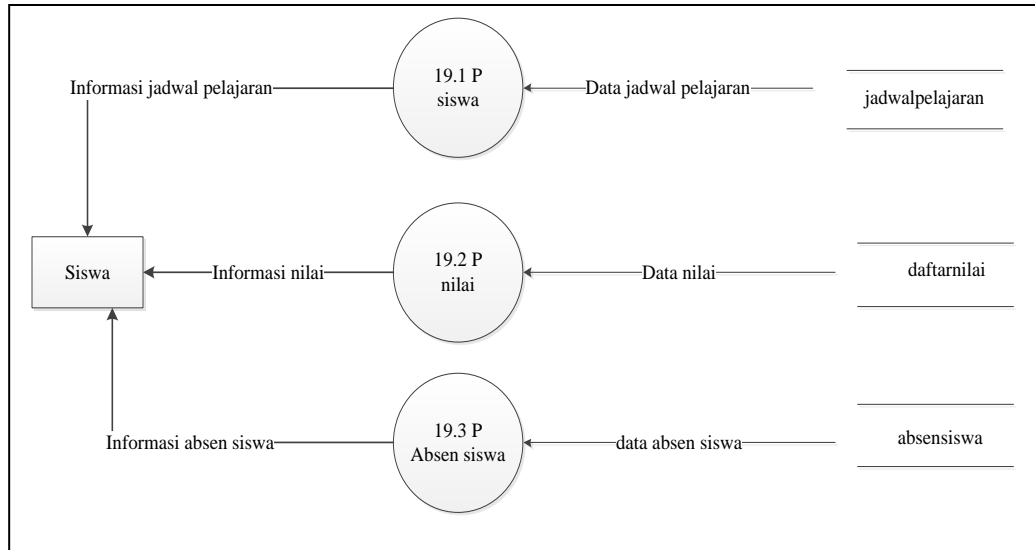 19.1 P
siswa
Informasi jadwal pelajaran
Data jadwal pelajaran
jadwalpelajaran
Siswa
Informasi nilai
19.2 P
nilai
Data nilai
daftarnilai
Informasi absen siswa
19.3 P
Absen siswa
data absen siswa
absensiswa